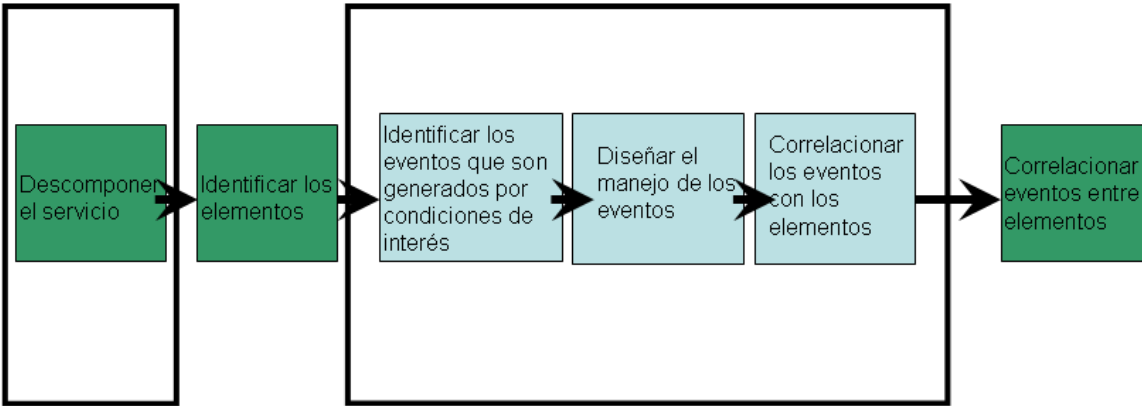 Descomponer
el servicio
Identificar los
elementos
Identificar los
eventos que son
generados por
condiciones de
interés
Diseñar el
manejo de los
eventos
Correlacionar
los eventos
con los
elementos
Correlacionar
eventos entre
elementos